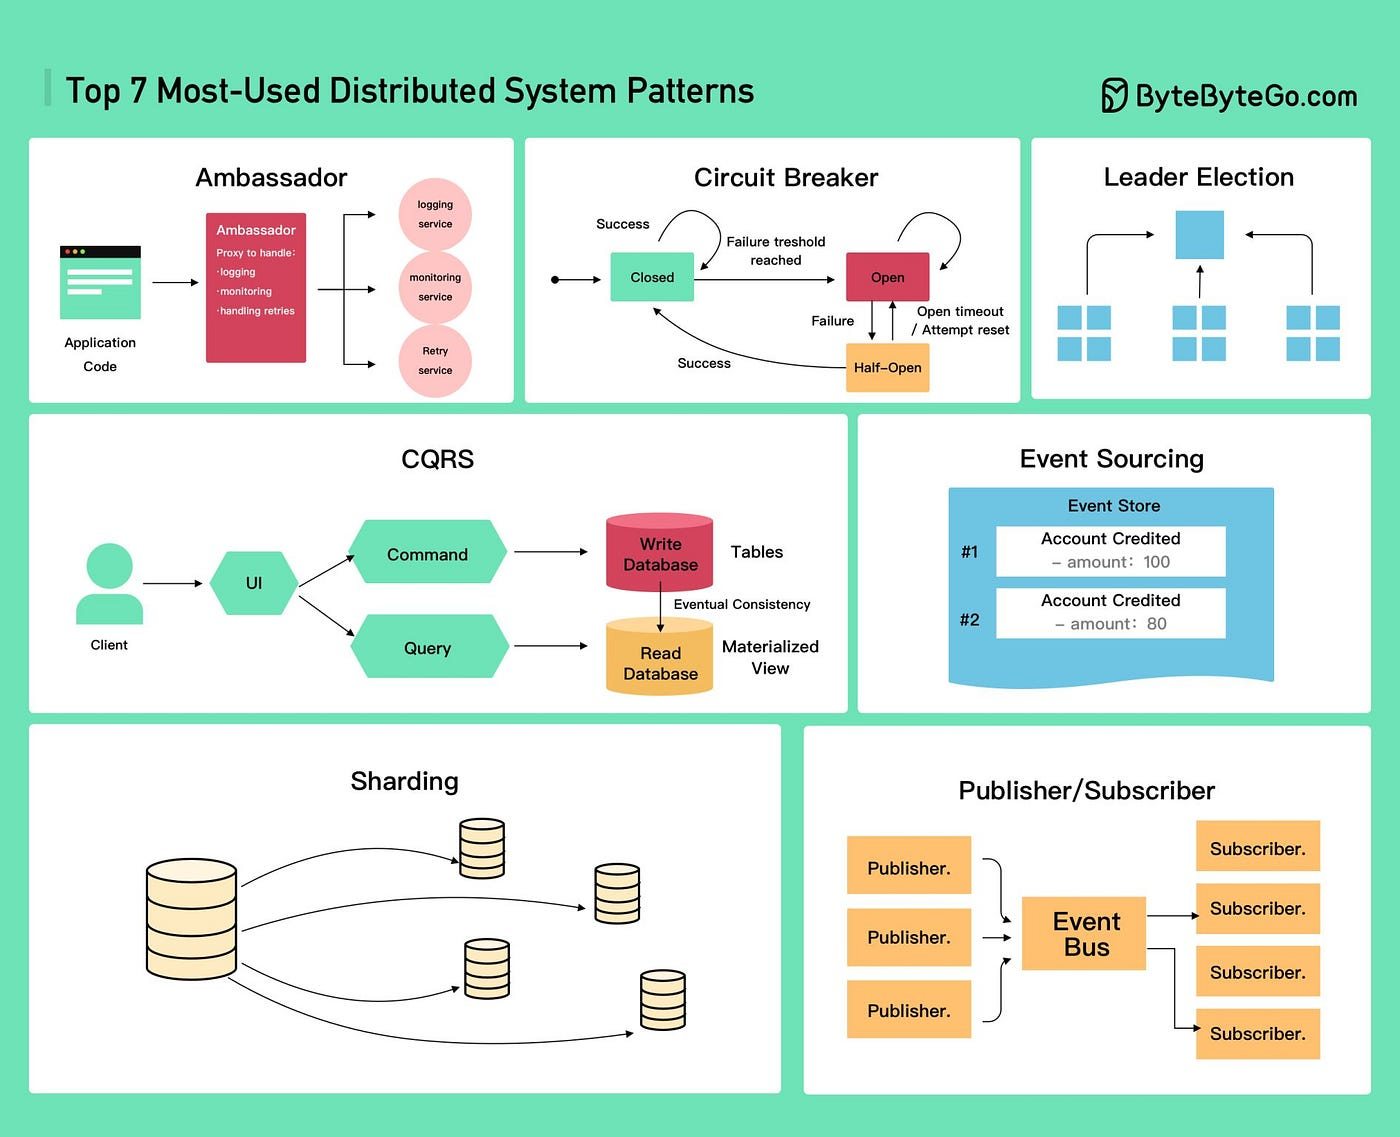 Top 7 Most-Used Distributed System Patterns
ByteByteGo.com
Ambassador
Application
Code
Ambassador
Proxy to handle:
·logging
·monitoring
·handling retries
logging
service
monitoring
service
Retry
service
Circuit Breaker
Success
Closed
Failure treshold
reached
Open
Failure
Open timeout
/ Attempt reset
Success
Half-Open
Leader Election
CQRS
Client
UI
Command
Query
Write
Database
Tables
Eventual Consistency
Read
Database
Materialized
View
Event Sourcing
Event Store
#1
Account Credited
- amount: 100
#2
Account Credited
- amount: 80
Sharding
Publisher/Subscriber
Publisher.
Publisher.
Publisher.
Event
Bus
Subscriber.
Subscriber.
Subscriber.
Subscriber.